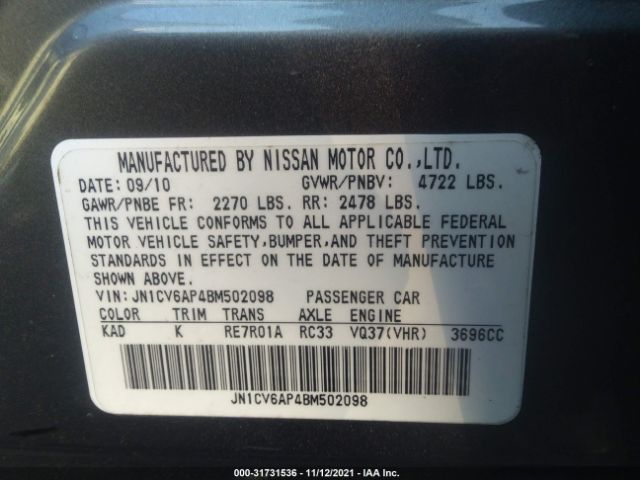 MANUFACTURED BY NISSAN MOTOR CO.,LTD.
DATE: 09/10 GVWR/PNBV: 4722 LBS.
GAWR/PNBE FR: 2270 LBS. RR: 2478 LBS.
THIS VEHICLE CONFORMS TO ALL APPLICABLE FEDERAL
MOTOR VEHICLE SAFETY,BUMPER,AND THEFT PREVENTION
STANDARDS IN EFFECT ON THE DATE OF MANUFACTURE
SHOWN ABOVE.
VIN:JN1CV6AP4BM502098 PASSENGER CAR
COLOR TRIM TRANS AXLE ENGINE
KAD K RE7R01A RC33 VQ37(VHR) 3696CC
JN1CV6AP4BM502098
000-31731536 - 11/12/2021 - IAAI.COM